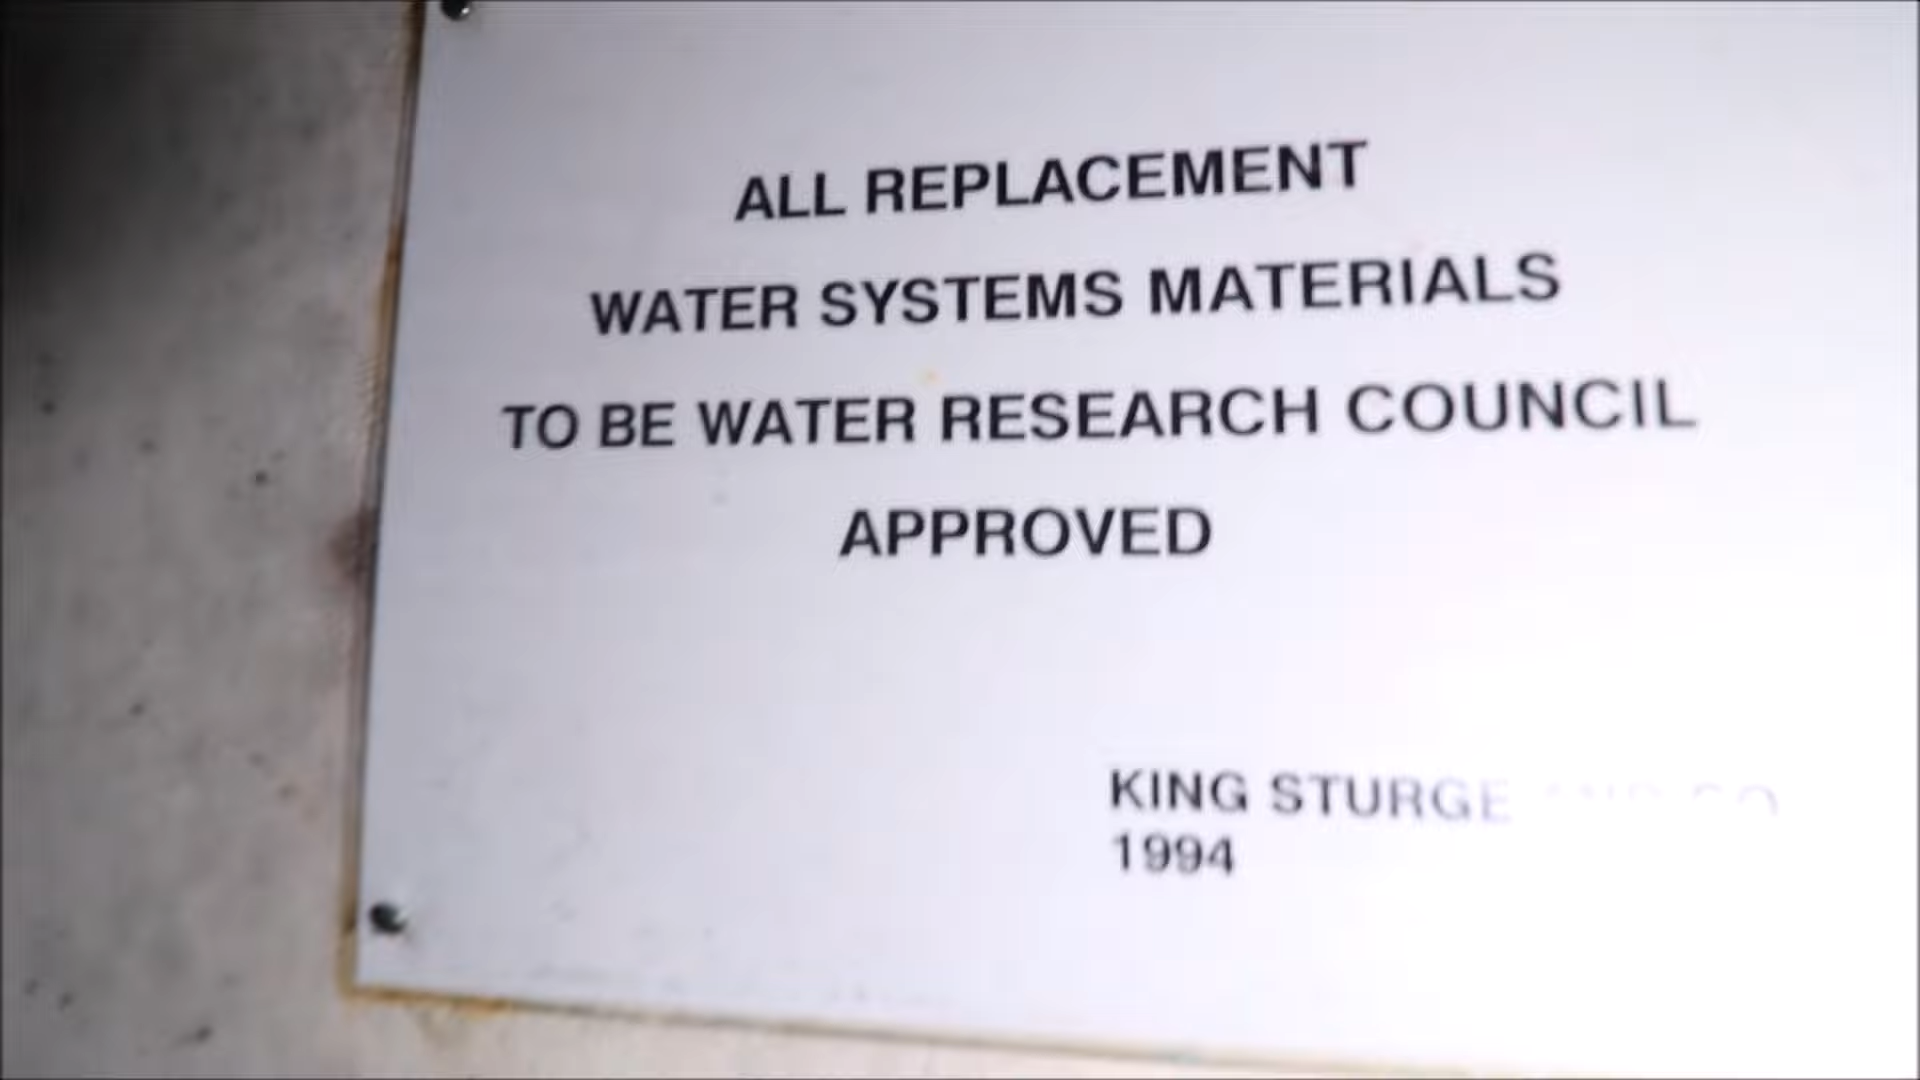 ALL REPLACEMENT
WATER SYSTEMS MATERIALS
TO BE WATER RESEARCH COUNCIL
APPROVED
KING STURGE
1994